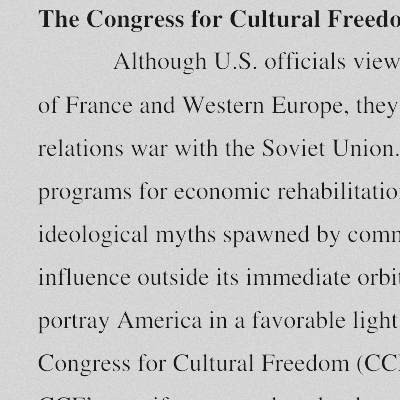 The Congress for Cultural Freedo
Although U.S. officials view
of France and Western Europe, they
relations war with the Soviet Union.
programs for economic rehabilitatio
ideological myths spawned by comm
influence outside its immediate orbit
portray America in a favorable light
Congress for Cultural Freedom (CC